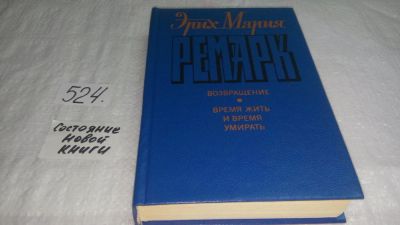 524.
Состояние
новой
книги
Эрих Мария
РЕМАРК
ВОЗВРАЩЕНИЕ
ВРЕМЯ ЖИТЬ
И ВРЕМЯ
УМИРАТЬ